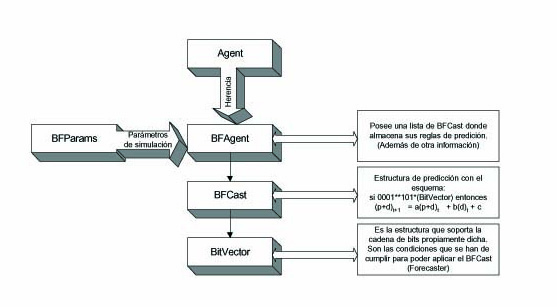 Agent
Herencia
BFParams
Parámetros
de simulación
BFAgent
Posee una lista de BFCast donde
almacena sus reglas de predición.
(Además de otra información)
BFCast
Estructura de predición con el
esquema:
si 0001**101*(BitVector) entonces
(p+d)t+1 = a(p+d)t + b(d)t + c
BitVector
Es la estructura que soporta la
cadena de bits propiamente dicha.
Son las condiciones que se han de
cumplir para poder aplicar el BFCast
(Forecaster)